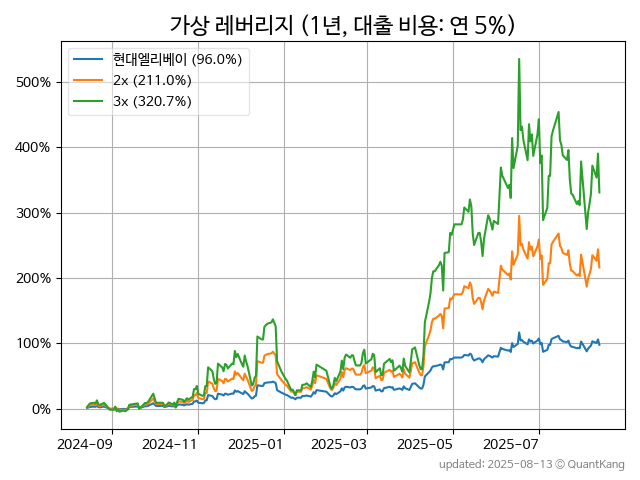 가상 레버리지 (1년, 대출 비용: 연 5%)
현대엘리베이 (96.0%)
2x (211.0%)
3x (320.7%)
500%
400%
300%
200%
100%
0%
2024-09 2024-11 2025-01 2025-03 2025-05 2025-07
updated: 2025-08-13 © QuantKang